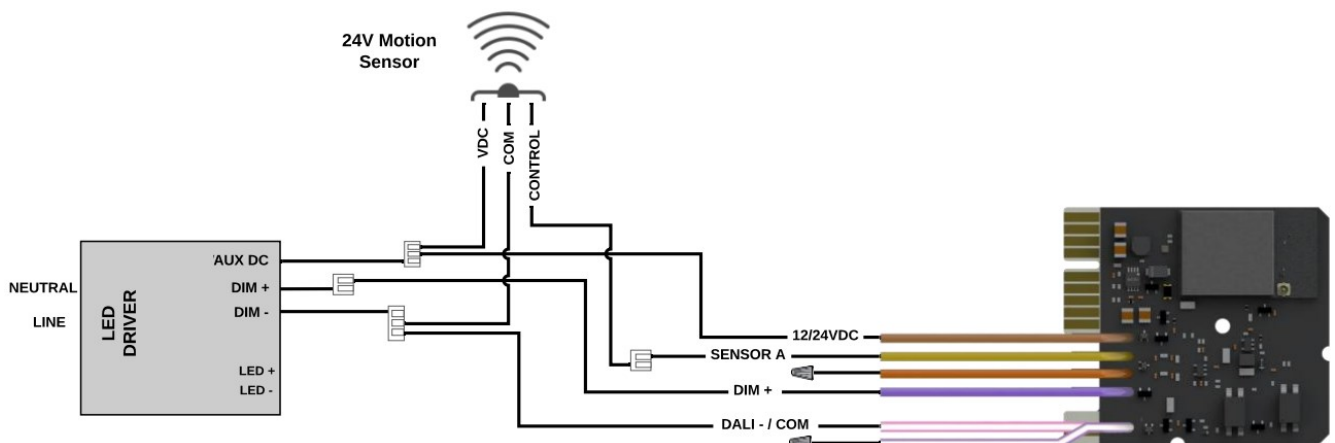 24V Motion
Sensor
VDC
COM
CONTROL
AUX DC
NEUTRAL
DIM +
LINE
DIM -
LED
DRIVER
LED +
LED -
12/24VDC
SENSOR A
DIM +
DALI - / COM